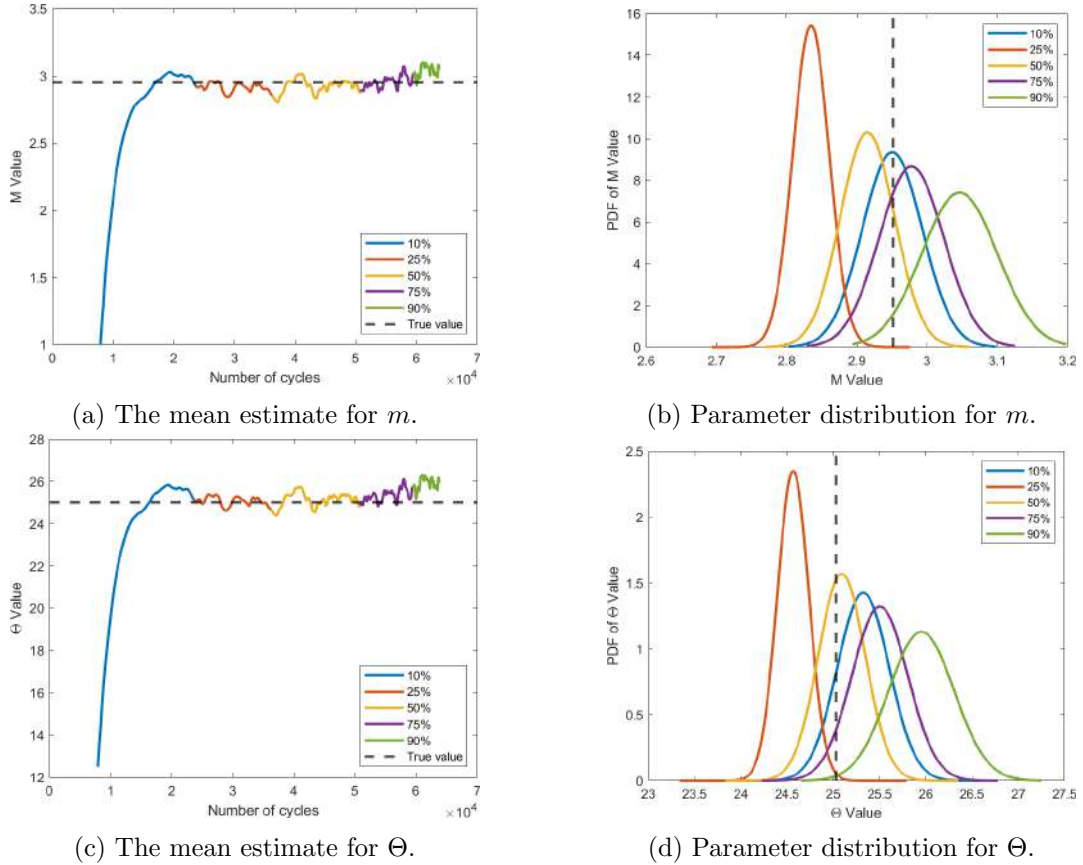 3.5
3
2.5
2
1.5
1
M Value
0 1 2 3 4 5 6 7
×10⁴
Number of cycles
10%
25%
50%
75%
90%
True value
(a) The mean estimate for m.
16
14
12
10
8
6
4
2
0
PDF of M Value
2.6 2.7 2.8 2.9 3 3.1 3.2
M Value
10%
25%
50%
75%
90%
(b) Parameter distribution for m.
28
26
24
22
20
18
16
14
12
Θ Value
0 1 2 3 4 5 6 7
×10⁴
Number of cycles
10%
25%
50%
75%
90%
True value
(c) The mean estimate for Θ.
2.5
2
1.5
1
0.5
0
PDF of Θ Value
23 23.5 24 24.5 25 25.5 26 26.5 27 27.5
Θ Value
10%
25%
50%
75%
90%
(d) Parameter distribution for Θ.